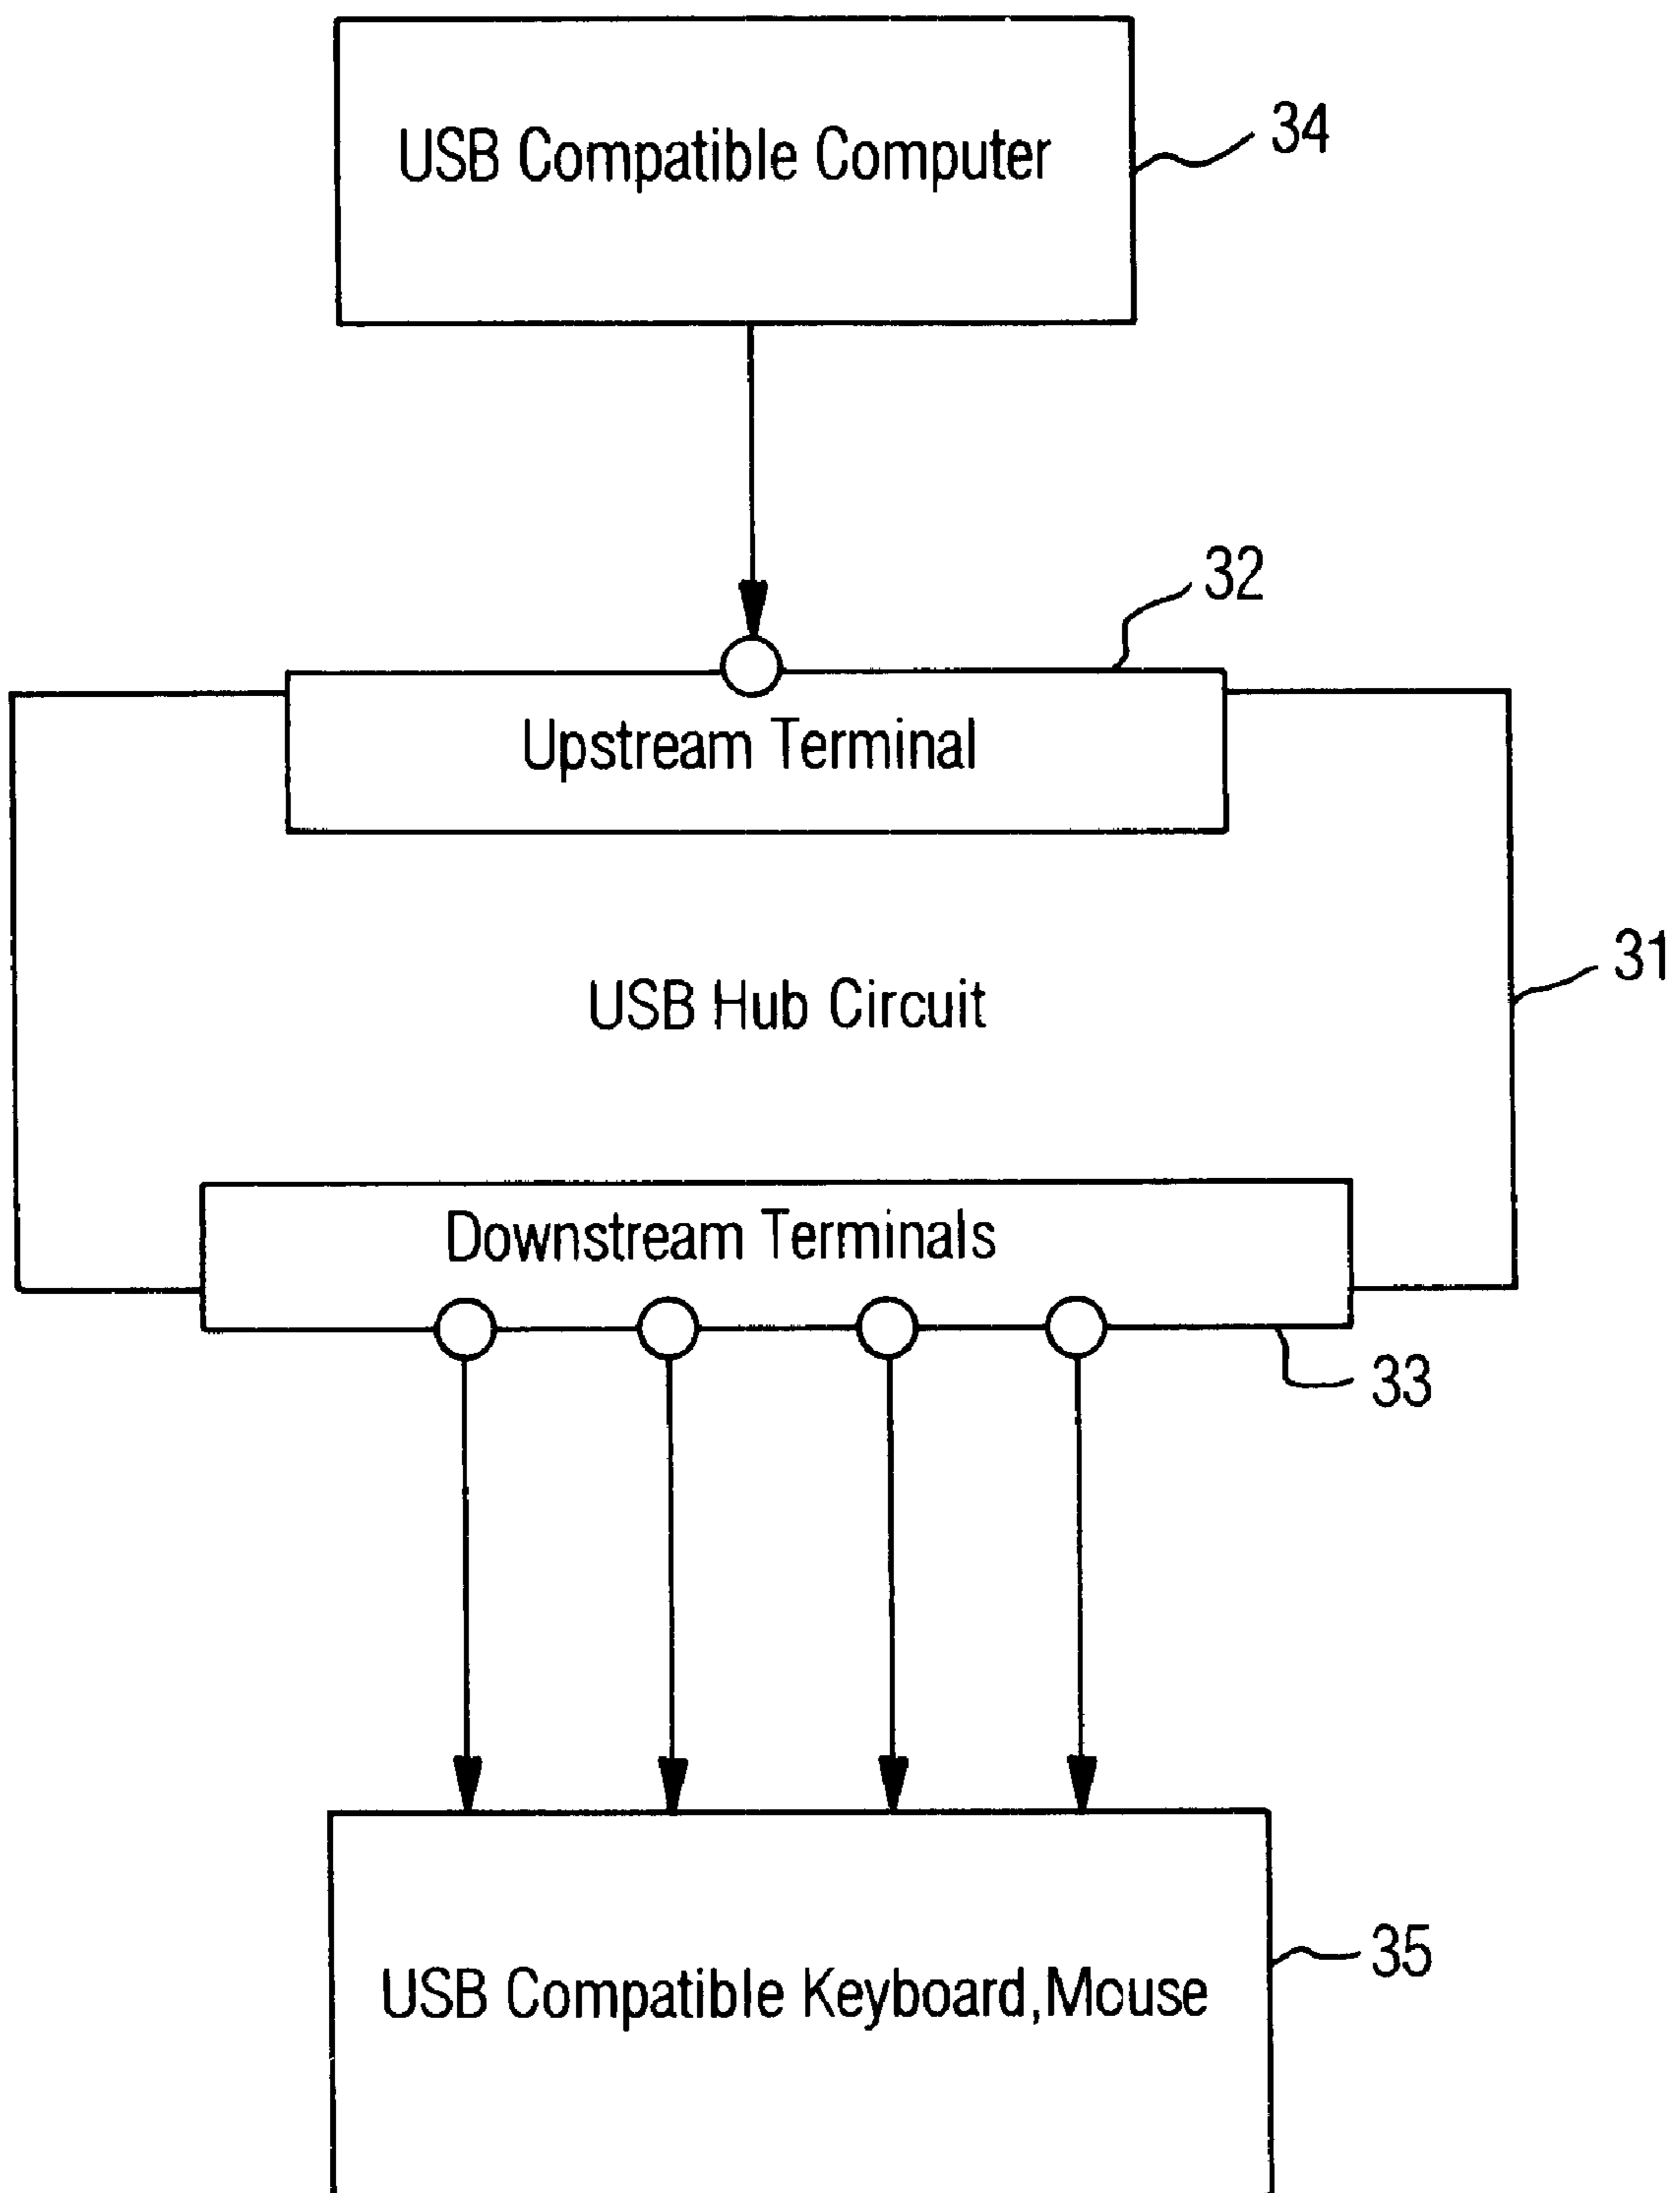 USB Compatible Computer
34
32
Upstream Terminal
31
USB Hub Circuit
Downstream Terminals
33
35
USB Compatible Keyboard,Mouse